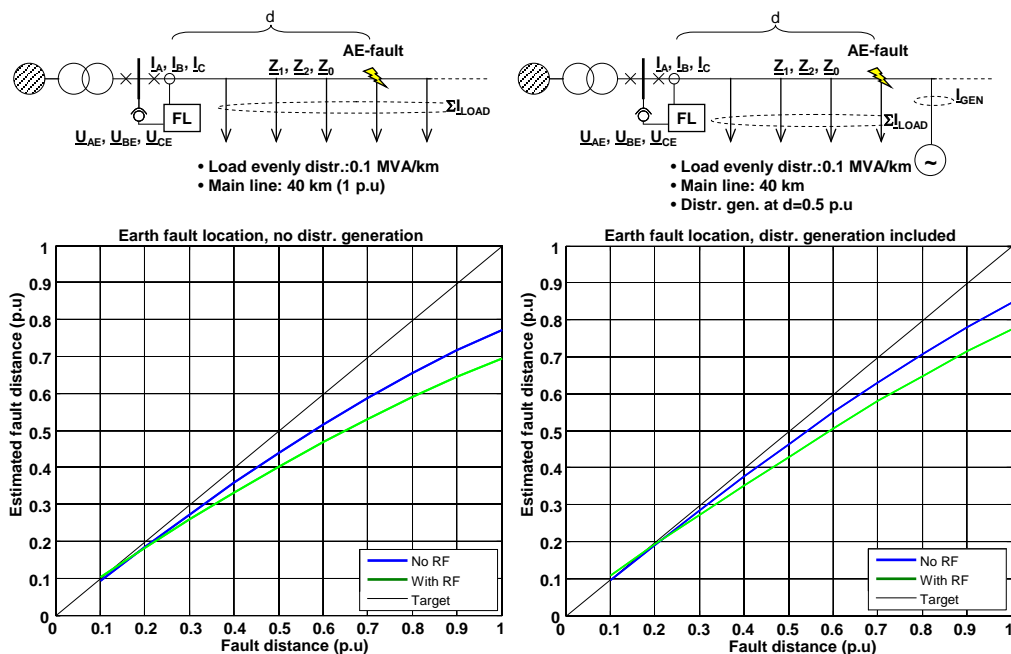 d
AE-fault
I_A, I_B, I_C
Z_1, Z_2, Z_0
FL
ΣI_LOAD
U_AE, U_BE, U_CE
• Load evenly distr.:0.1 MVA/km
• Main line: 40 km (1 p.u)
d
AE-fault
I_A, I_B, I_C
Z_1, Z_2, Z_0
I_GEN
FL
ΣI_LOAD
U_AE, U_BE, U_CE
~
• Load evenly distr.:0.1 MVA/km
• Main line: 40 km
• Distr. gen. at d=0.5 p.u
Earth fault location, no distr. generation
Estimated fault distance (p.u)
1
0.9
0.8
0.7
0.6
0.5
0.4
0.3
0.2
0.1
0
No RF
With RF
Target
0 0.1 0.2 0.3 0.4 0.5 0.6 0.7 0.8 0.9 1
Fault distance (p.u)
Earth fault location, distr. generation included
Estimated fault distance (p.u)
1
0.9
0.8
0.7
0.6
0.5
0.4
0.3
0.2
0.1
0
No RF
With RF
Target
0 0.1 0.2 0.3 0.4 0.5 0.6 0.7 0.8 0.9 1
Fault distance (p.u)